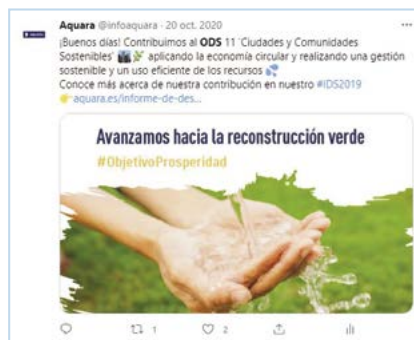 Aquara @infoaquara · 20 oct. 2020
¡Buenos días! Contribuimos al ODS 11 'Ciudades y Comunidades
Sostenibles' 🏙️🌿 aplicando la economía circular y realizando una gestión
sostenible y un uso eficiente de los recursos 💦
Conoce más acerca de nuestra contribución en nuestro #IDS2019
👉aquara.es/informe-de-des...
Avanzamos hacia la reconstrucción verde
#ObjetivoProsperidad
1
2